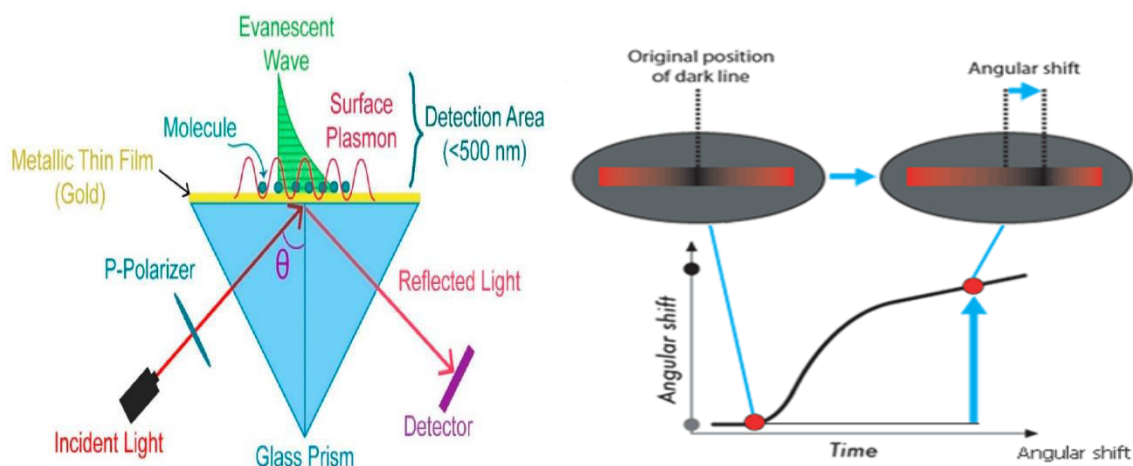 Evanescent
Wave
Molecule
Surface
Plasmon
Detection Area
(<500 nm)
Metallic Thin Film
(Gold)
P-Polarizer
θ
Reflected Light
Incident Light
Glass Prism
Detector
Original position
of dark line
Angular shift
Angular shift
Time
Angular shift